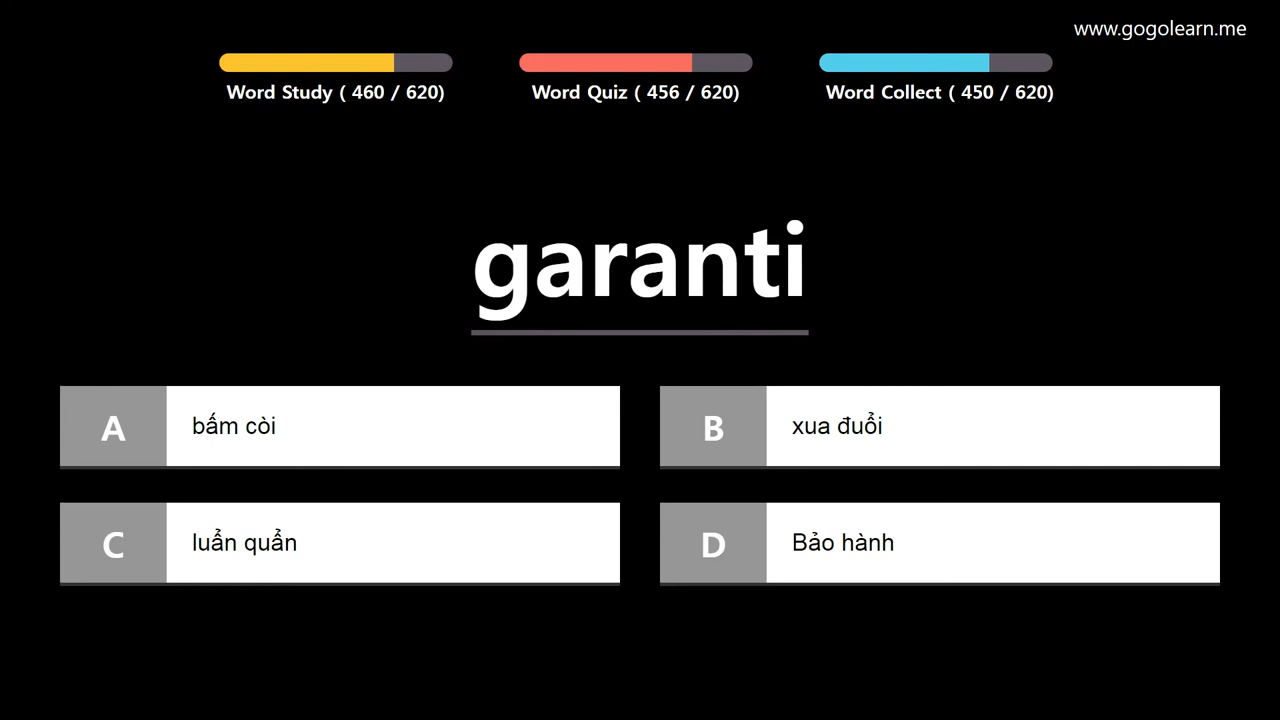 www.gogolearn.me
Word Study ( 460 / 620)
Word Quiz ( 456 / 620)
Word Collect ( 450 / 620)
garanti
A bấm còi
B xua đuổi
C luẩn quẩn
D Bảo hành